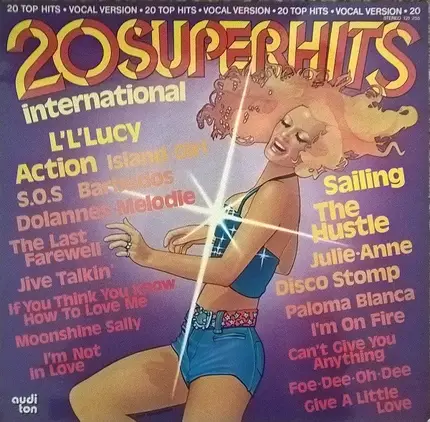 20 TOP HITS • VOCAL VERSION • 20 TOP HITS • VOCAL VERSION • 20 TOP HITS • VOCAL VERSION • 20
20 SUPERHITS
international
L'L'Lucy
Action Island Girl
S.O.S Barbados
Dolannes Melodie
The Last
Farewell
Jive Talkin'
If You Think You Know
How To Love Me
Moonshine Sally
I'm Not
In Love
Sailing
The
Hustle
Julie-Anne
Disco Stomp
Paloma Blanca
I'm On Fire
Can't Give You
Anything
Foe-Dee-Oh-Dee
Give A Little
Love
audi
ton
STEREO